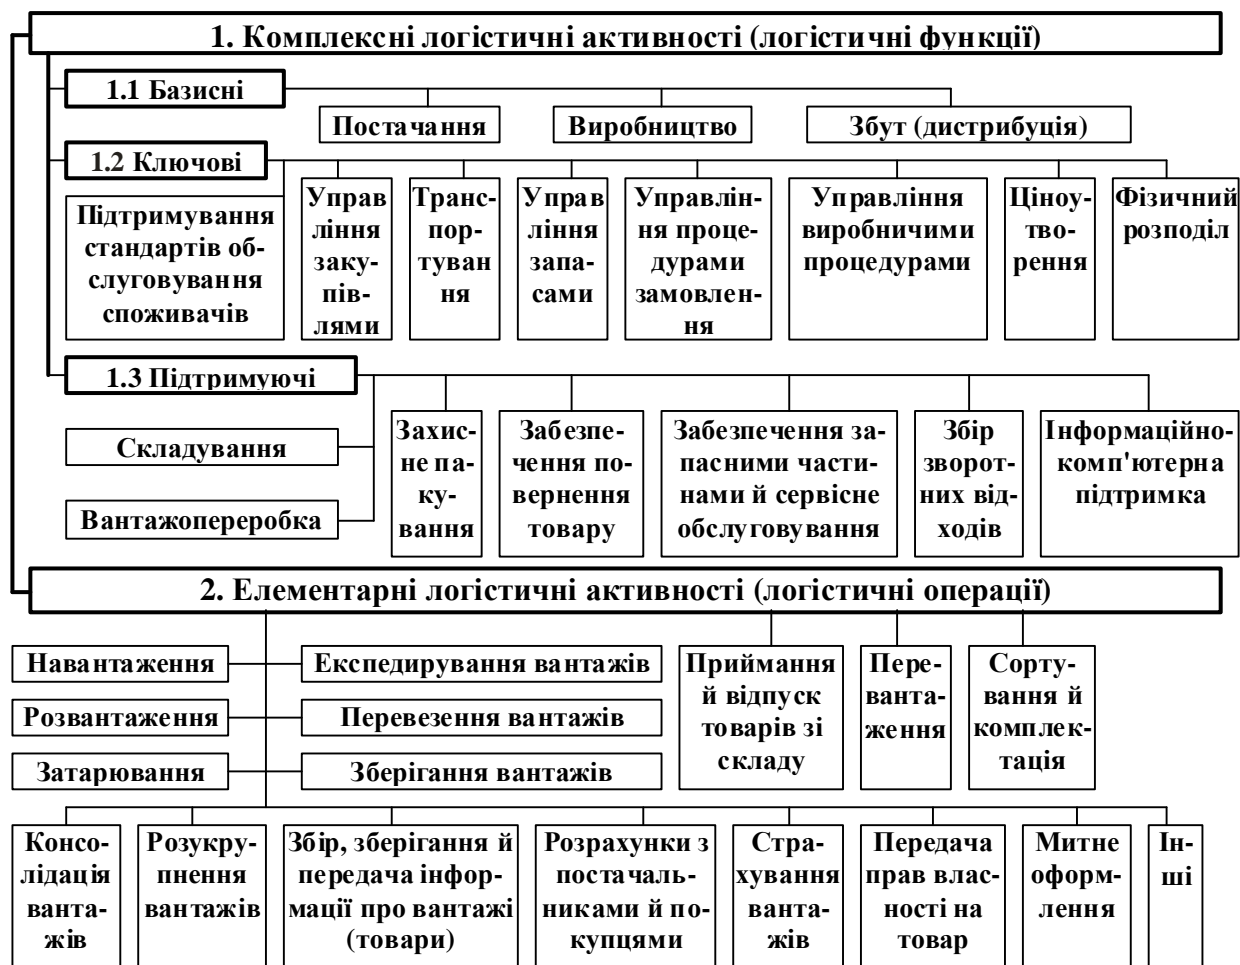 1. Комплексні логістичні активності (логістичні функції)
1.1 Базисні
Постачання
Виробництво
Збут (дистрибуція)
1.2 Ключові
Підтримування
стандартів об-
слуговування
споживачів
Управ
ління
заку-
пів-
лями
Транс-
пор-
туван
ня
Управ
ління
запа-
сами
Управлін-
ня проце-
дурами
замовлен-
ня
Управління
виробничими
процедурами
Ціноу-
тво-
рення
Фізичний
розподіл
1.3 Підтримуючі
Складування
Вантажопереробка
Захис-
не па-
ку-
вання
Забезпе-
чення по-
вернення
товару
Забезпечення за-
пасними части-
нами й сервісне
обслуговування
Збір
зворот-
них від-
ходів
Інформаційно-
комп'ютерна
підтримка
2. Елементарні логістичні активності (логістичні операції)
Навантаження
Експедирування вантажів
Розвантаження
Перевезення вантажів
Затарювання
Зберігання вантажів
Приймання
й відпуск
товарів зі
складу
Пере-
ванта-
ження
Сорту-
вання й
комплек-
тація
Консо-
лідація
ванта-
жів
Розукру-
пнення
вантажів
Збір, зберігання й
передача інфор-
мації про вантажі
(товари)
Розрахунки з
постачаль-
никами й по-
купцями
Стра-
хування
ванта-
жів
Передача
прав влас-
ності на
товар
Митне
оформ-
лення
Ін-
ші